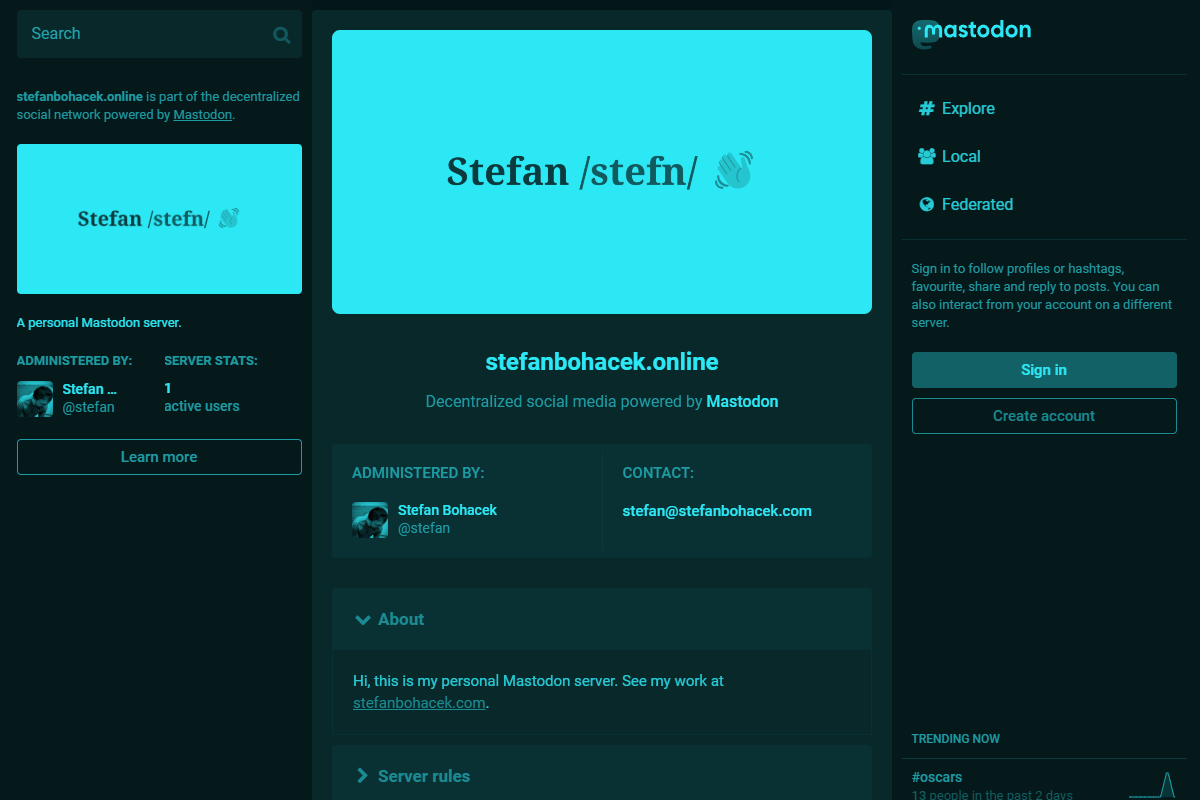 Search
stefanbohacek.online is part of the decentralized
social network powered by Mastodon.
Stefan /stefn/ 👋
A personal Mastodon server.
ADMINISTERED BY:
Stefan ...
@stefan
SERVER STATS:
1
active users
Learn more
Stefan /stefn/ 👋
stefanbohacek.online
Decentralized social media powered by Mastodon
ADMINISTERED BY:
Stefan Bohacek
@stefan
CONTACT:
stefan@stefanbohacek.com
About
Hi, this is my personal Mastodon server. See my work at
stefanbohacek.com.
Server rules
mastodon
Explore
Local
Federated
Sign in to follow profiles or hashtags,
favourite, share and reply to posts. You can
also interact from your account on a different
server.
Sign in
Create account
TRENDING NOW
#oscars
13 people in the past 2 days